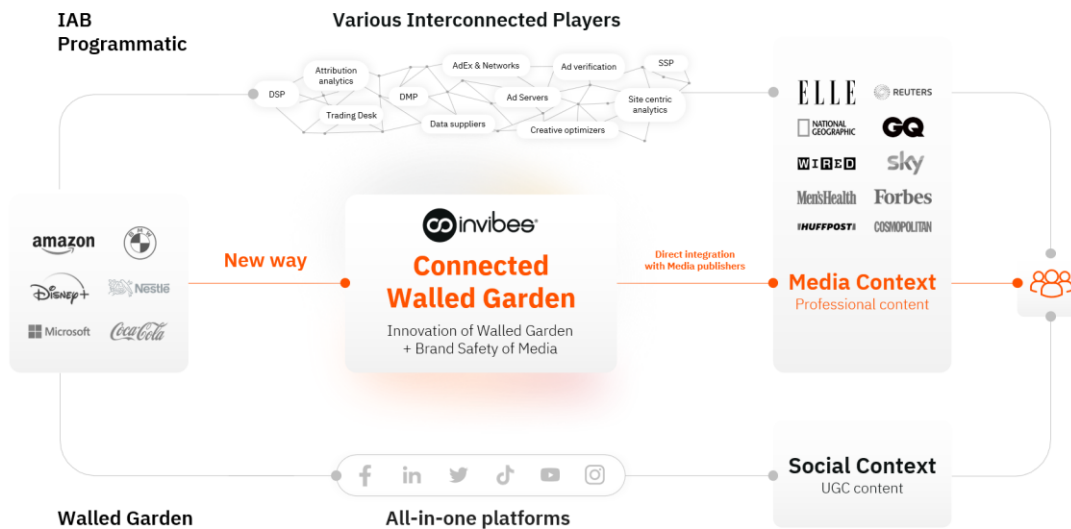 IAB
Programmatic
Various Interconnected Players
Attribution
analytics
AdEx & Networks
Ad verification
SSP
DSP
DMP
Ad Servers
Site centric
analytics
Trading Desk
Data suppliers
Creative optimizers
ELLE
REUTERS
NATIONAL
GEOGRAPHIC
GQ
WIRED
sky
Men'sHealth
Forbes
HUFFPOST
COSMOPOLITAN
amazon
BMW
Disney+
Nestlé
Microsoft
Coca-Cola
New way
invibes®
Connected
Walled Garden
Innovation of Walled Garden
+ Brand Safety of Media
Direct integration
with Media publishers
Media Context
Professional content
Social Context
UGC content
f
in
Walled Garden
All-in-one platforms